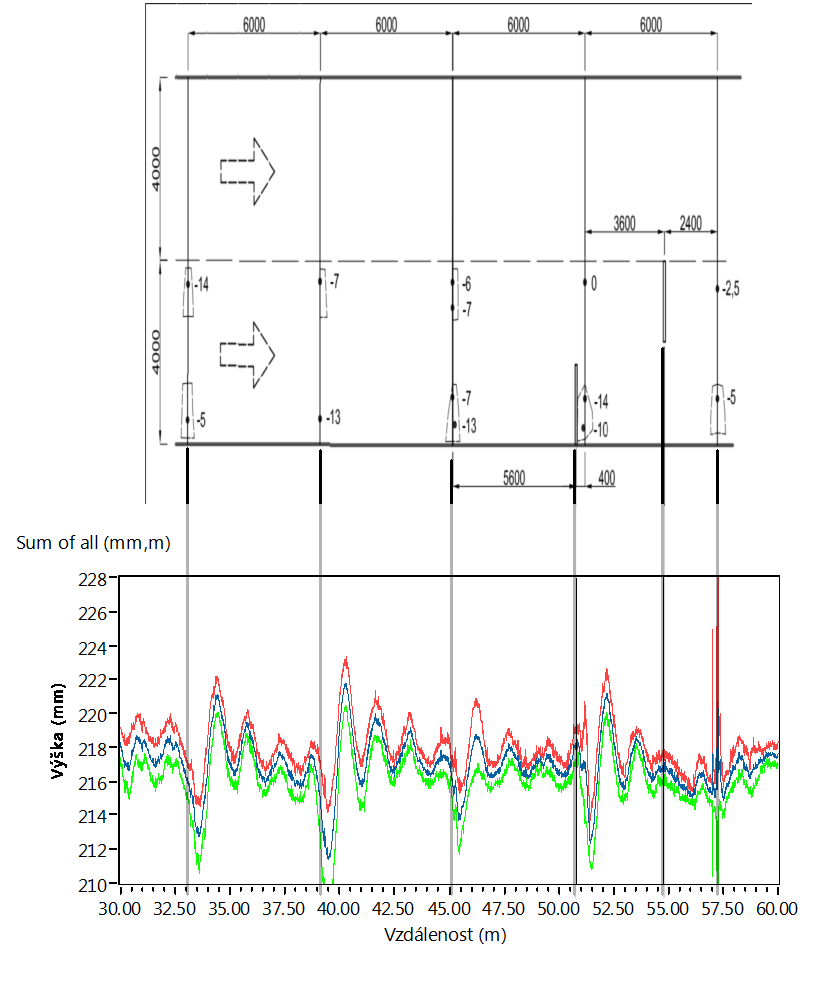 6000 6000 6000 6000
4000
3600 2400
-14 -7 -6 0 -2,5
-7
4000
-5 -13 -7 -14 -5
-13 -10
5600 400
Sum of all (mm,m)
228
226
224
222
220
218
216
214
212
210
Výška (mm)
30.00 32.50 35.00 37.50 40.00 42.50 45.00 47.50 50.00 52.50 55.00 57.50 60.00
Vzdálenost (m)